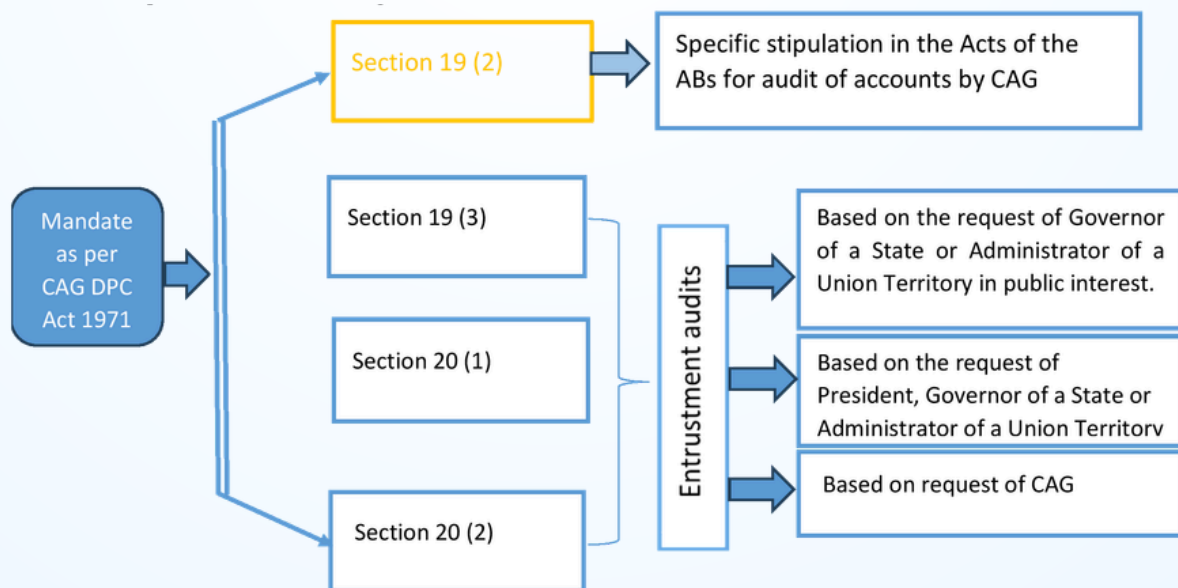 Mandate
as per
CAG DPC
Act 1971
Section 19 (2)
Specific stipulation in the Acts of the
ABs for audit of accounts by CAG
Section 19 (3)
Section 20 (1)
Section 20 (2)
Entrustment audits
Based on the request of Governor
of a State or Administrator of a
Union Territory in public interest.
Based on the request of
President, Governor of a State or
Administrator of a Union Territory
Based on request of CAG